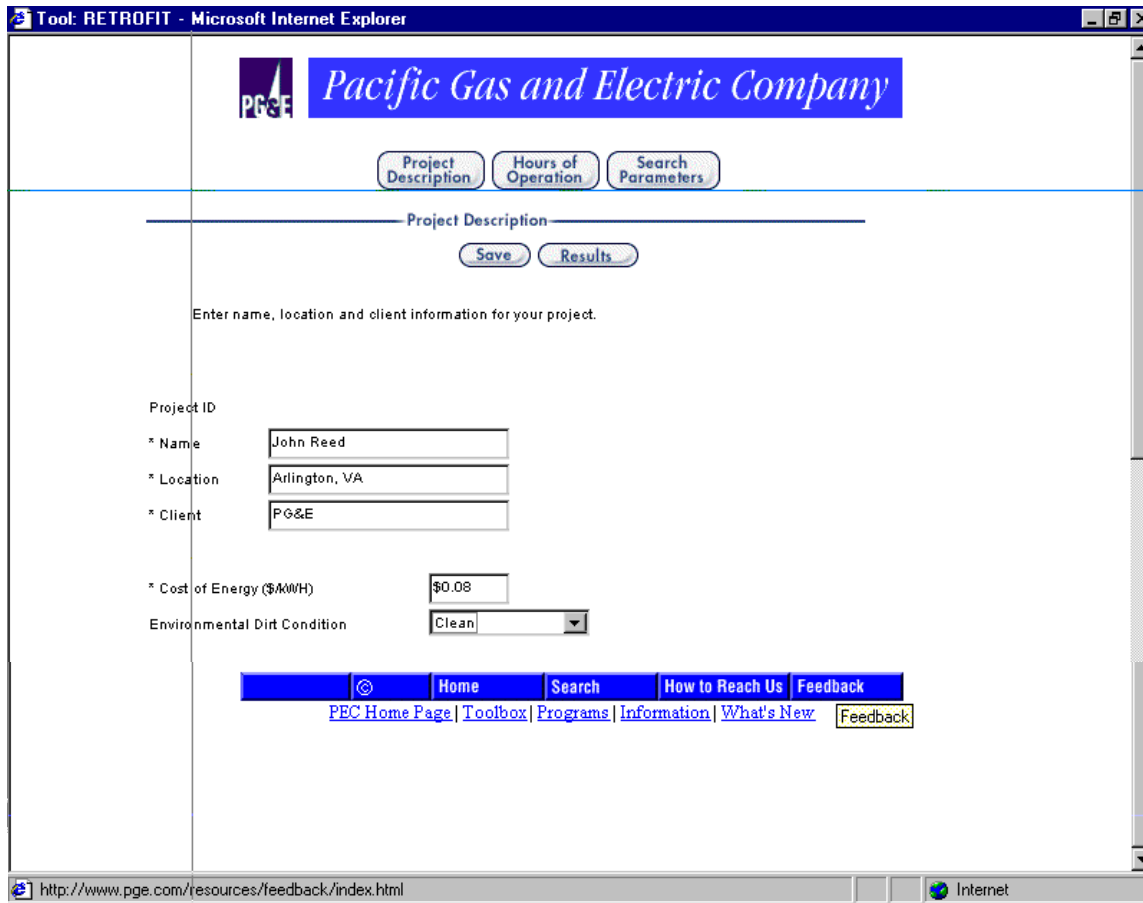 Tool: RETROFIT - Microsoft Internet Explorer
PG&E Pacific Gas and Electric Company
Project Description Hours of Operation Search Parameters
Project Description
Save Results
Enter name, location and client information for your project.
Project ID
* Name John Reed
* Location Arlington, VA
* Client PG&E
* Cost of Energy ($/kWH) $0.08
Environmental Dirt Condition Clean
© Home Search How to Reach Us Feedback
PEC Home Page | Toolbox | Programs | Information | What's New
Feedback
http://www.pge.com/resources/feedback/index.html Internet